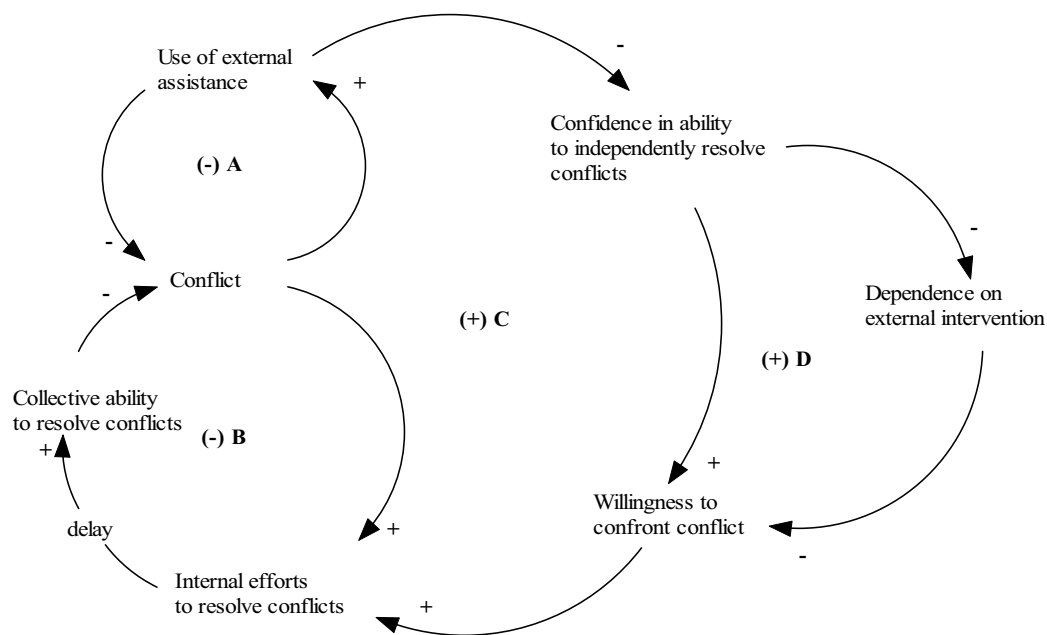 Use of external
assistance
+
-
(-) A
Confidence in ability
to independently resolve
conflicts
-
-
Conflict
-
Dependence on
external intervention
(+) C
(+) D
Collective ability
to resolve conflicts
+
(-) B
+
Willingness to
confront conflict
delay
+
-
Internal efforts
to resolve conflicts
+